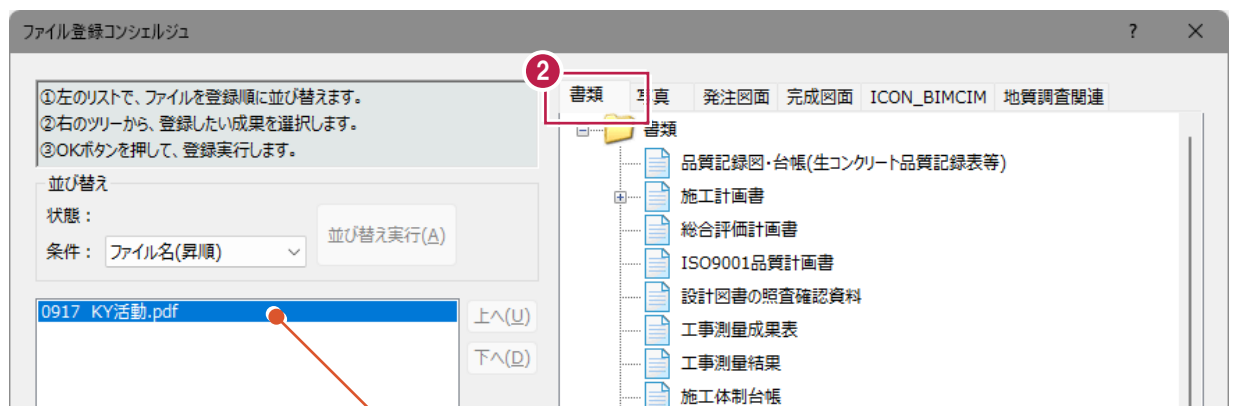 ファイル登録コンシェルジュ
?
2
①左のリストで、ファイルを登録順に並び替えます。
②右のツリーから、登録したい成果を選択します。
③OKボタンを押して、登録実行します。
並び替え
状態：
条件： ファイル名(昇順)
並び替え実行(A)
0917 KY活動.pdf
上へ(U)
下へ(D)
書類 写真 発注図面 完成図面 ICON_BIMCIM 地質調査関連
書類
品質記録図・台帳(生コンクリート品質記録表等)
施工計画書
総合評価計画書
ISO9001品質計画書
設計図書の照査確認資料
工事測量成果表
工事測量結果
施工体制台帳